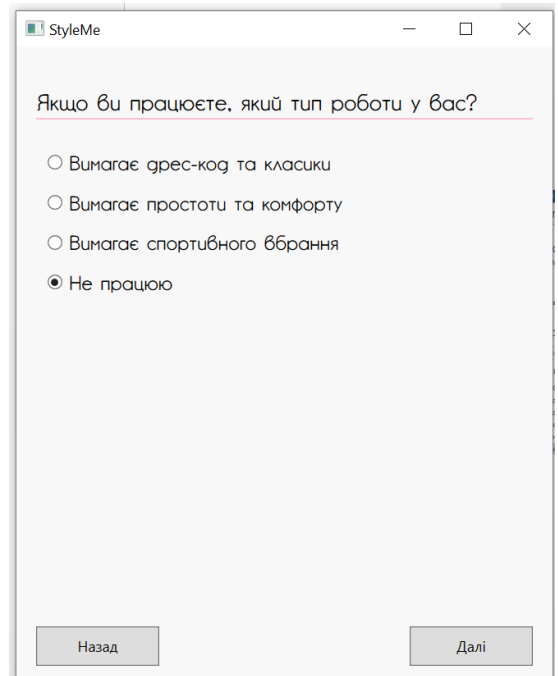 StyleMe
Якщо ви працюєте, який тип роботи у вас?
Вимагає дрес-код та класики
Вимагає простоти та комфорту
Вимагає спортивного вбрання
Не працюю
Назад
Далі